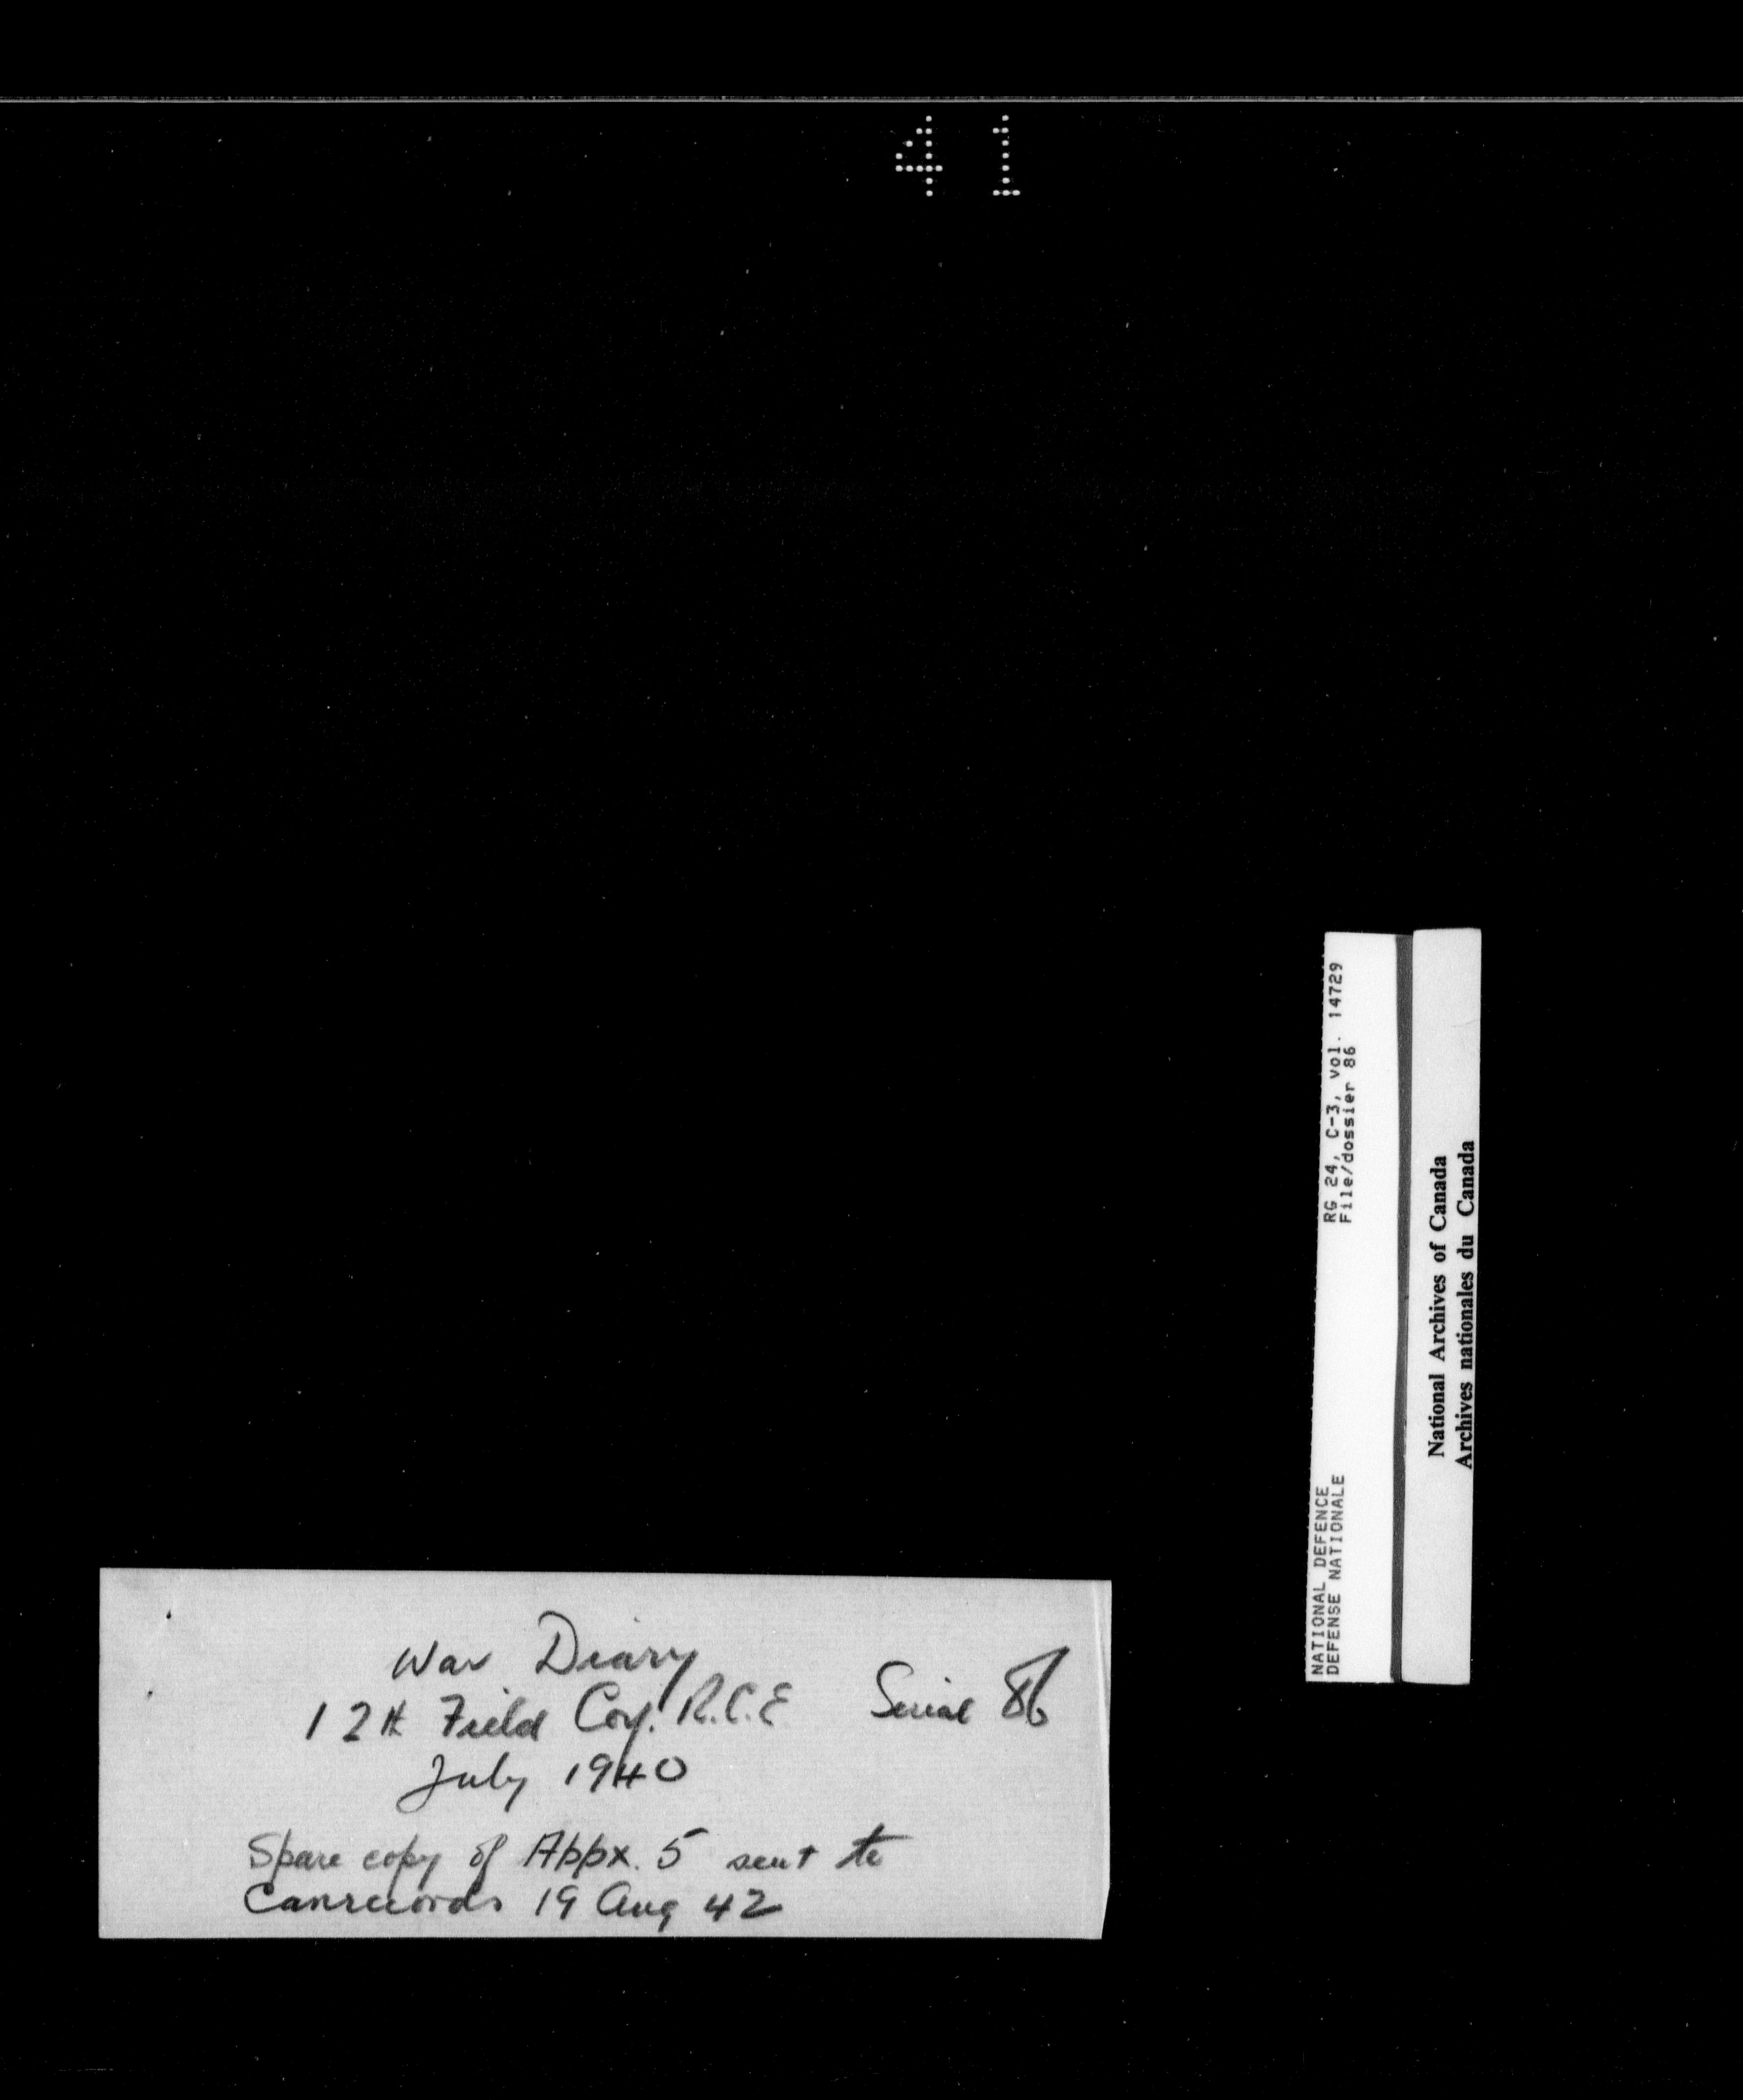 41
War Diary
12th Field Coy. R.C.E. Serial 86
July 1940
Spare copy of Appx. 5 sent to
Canrecords 19 Aug 42
NATIONAL DEFENCE RG 24, C-3, vol. 14729
DEFENSE NATIONALE File/dossier 86
National Archives of Canada
Archives nationales du Canada